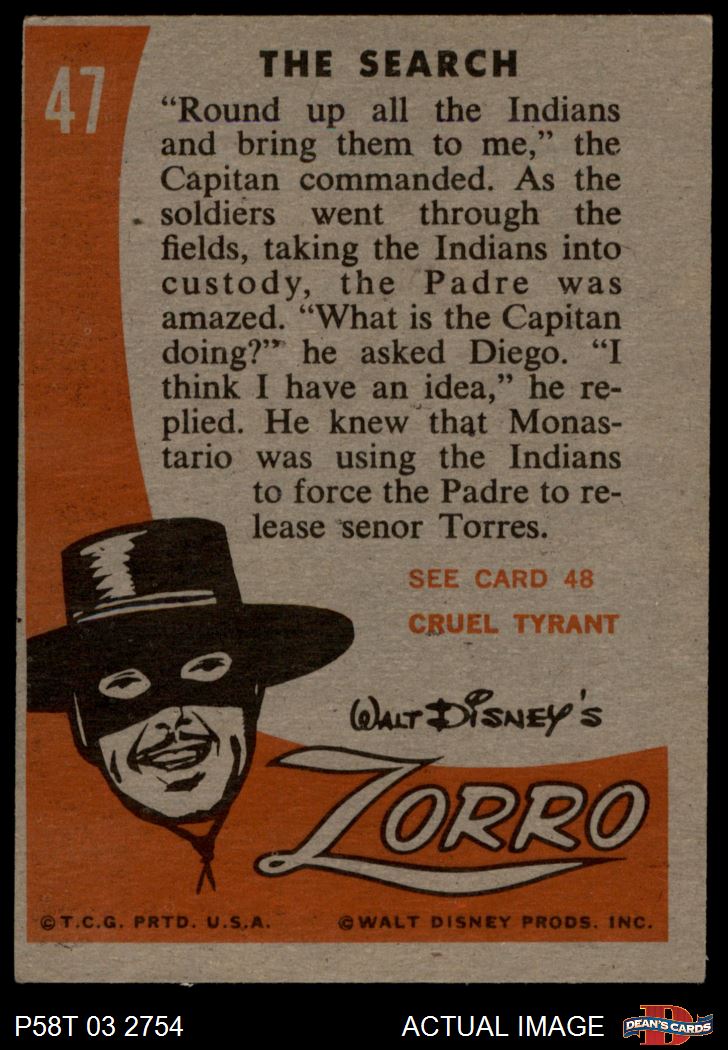 47
THE SEARCH
“Round up all the Indians
and bring them to me,” the
Capitan commanded. As the
soldiers went through the
fields, taking the Indians into
custody, the Padre was
amazed. “What is the Capitan
doing?” he asked Diego. “I
think I have an idea,” he re-
plied. He knew that Monas-
tario was using the Indians
to force the Padre to re-
lease senor Torres.
SEE CARD 48
CRUEL TYRANT
WALT DISNEY'S
ZORRO
©T.C.G. PRTD. U.S.A.
©WALT DISNEY PRODS. INC.
P58T 03 2754
ACTUAL IMAGE
D
DEAN'S CARDS